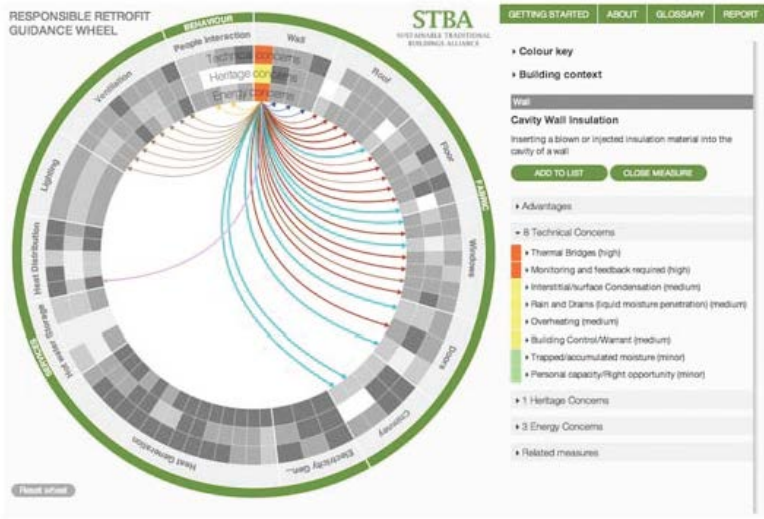 RESPONSIBLE RETROFIT
GUIDANCE WHEEL
STBA
SUSTAINABLE TRADITIONAL
BUILDINGS ALLIANCE
GETTING STARTED
ABOUT
GLOSSARY
REPORT
BEHAVIOUR
People Interaction
Wall
Roof
Floor
FABRIC
Windows
Doors
Chimney
Electricity Gen...
Heat Generation
Hot water Storage
SERVICES
Heat Distribution
Lighting
Ventilation
Technical concerns
Heritage concerns
Energy concerns
Colour key
Building context
Wall
Cavity Wall Insulation
Inserting a blown or injected insulation material into the
cavity of a wall
ADD TO LIST
CLOSE MEASURE
Advantages
8 Technical Concerns
Thermal Bridges (high)
Monitoring and feedback required (high)
Interstitial/surface Condensation (medium)
Rain and Drains (liquid moisture penetration) (medium)
Overheating (medium)
Building Control/Warrant (medium)
Trapped/accumulated moisture (minor)
Personal capacity/Right opportunity (minor)
1 Heritage Concerns
3 Energy Concerns
Related measures
Reset wheel